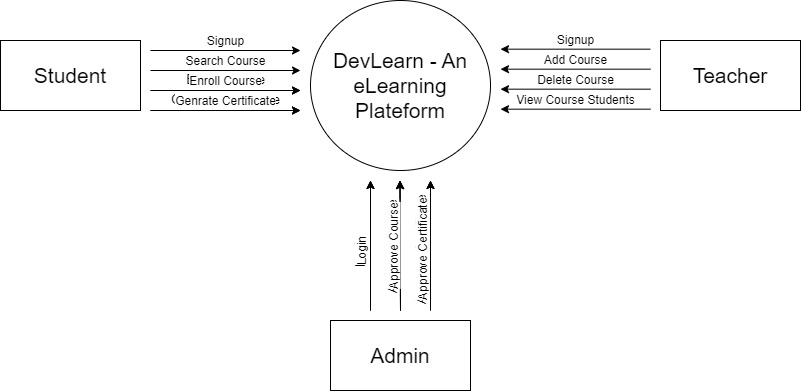 Student
Signup
Search Course
Enroll Course
Genrate Certificate
DevLearn - An
eLearning
Plateform
Signup
Add Course
Delete Course
View Course Students
Teacher
Login
Approve Course
Approve Certificate
Admin